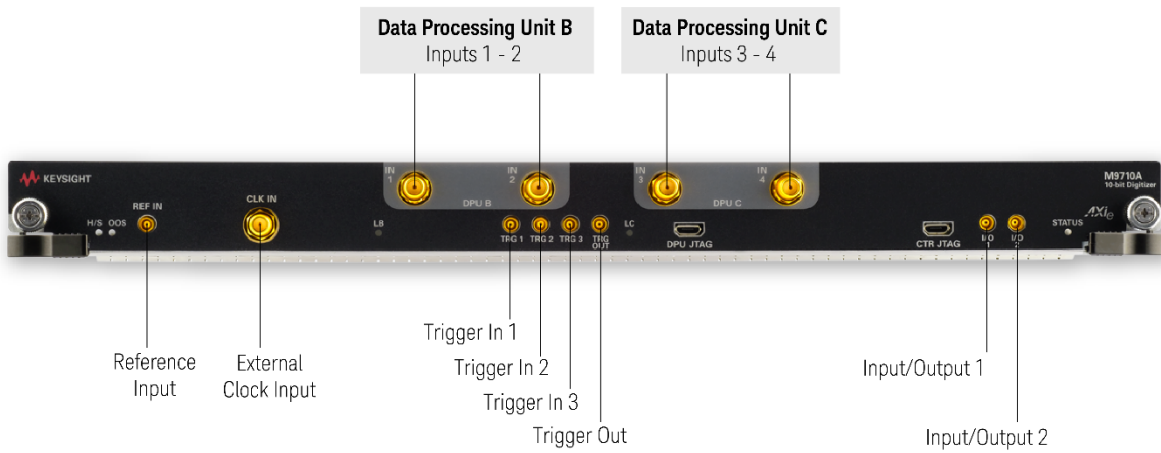 Data Processing Unit B
Inputs 1 - 2
Data Processing Unit C
Inputs 3 - 4
KEYSIGHT
H/S OOS
REF IN
CLK IN
LB
IN
1
IN
2
DPU B
TRG 1 TRG 2 TRG 3 TRG
OUT
LC
IN
3
IN
4
DPU C
DPU JTAG
CTR JTAG
I/O
I/O
STATUS
AXIe
M9710A
10-bit Digitizer
Reference
Input
External
Clock Input
Trigger In 1
Trigger In 2
Trigger In 3
Trigger Out
Input/Output 1
Input/Output 2